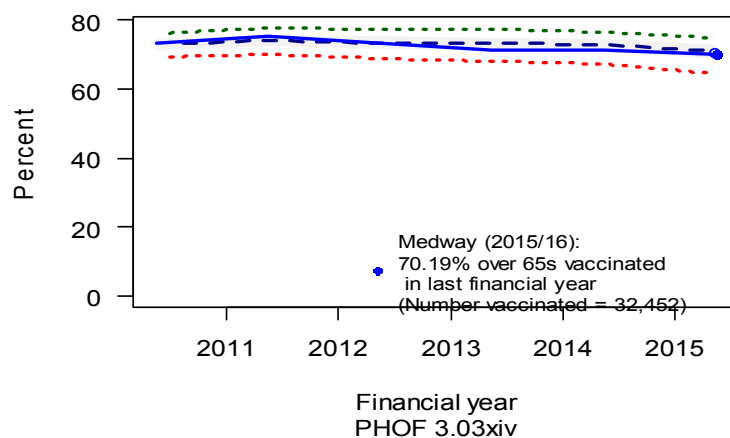 80
60
40
20
0
Percent
Medway (2015/16):
70.19% over 65s vaccinated
in last financial year
(Number vaccinated = 32,452)
2011 2012 2013 2014 2015
Financial year
PHOF 3.03xiv